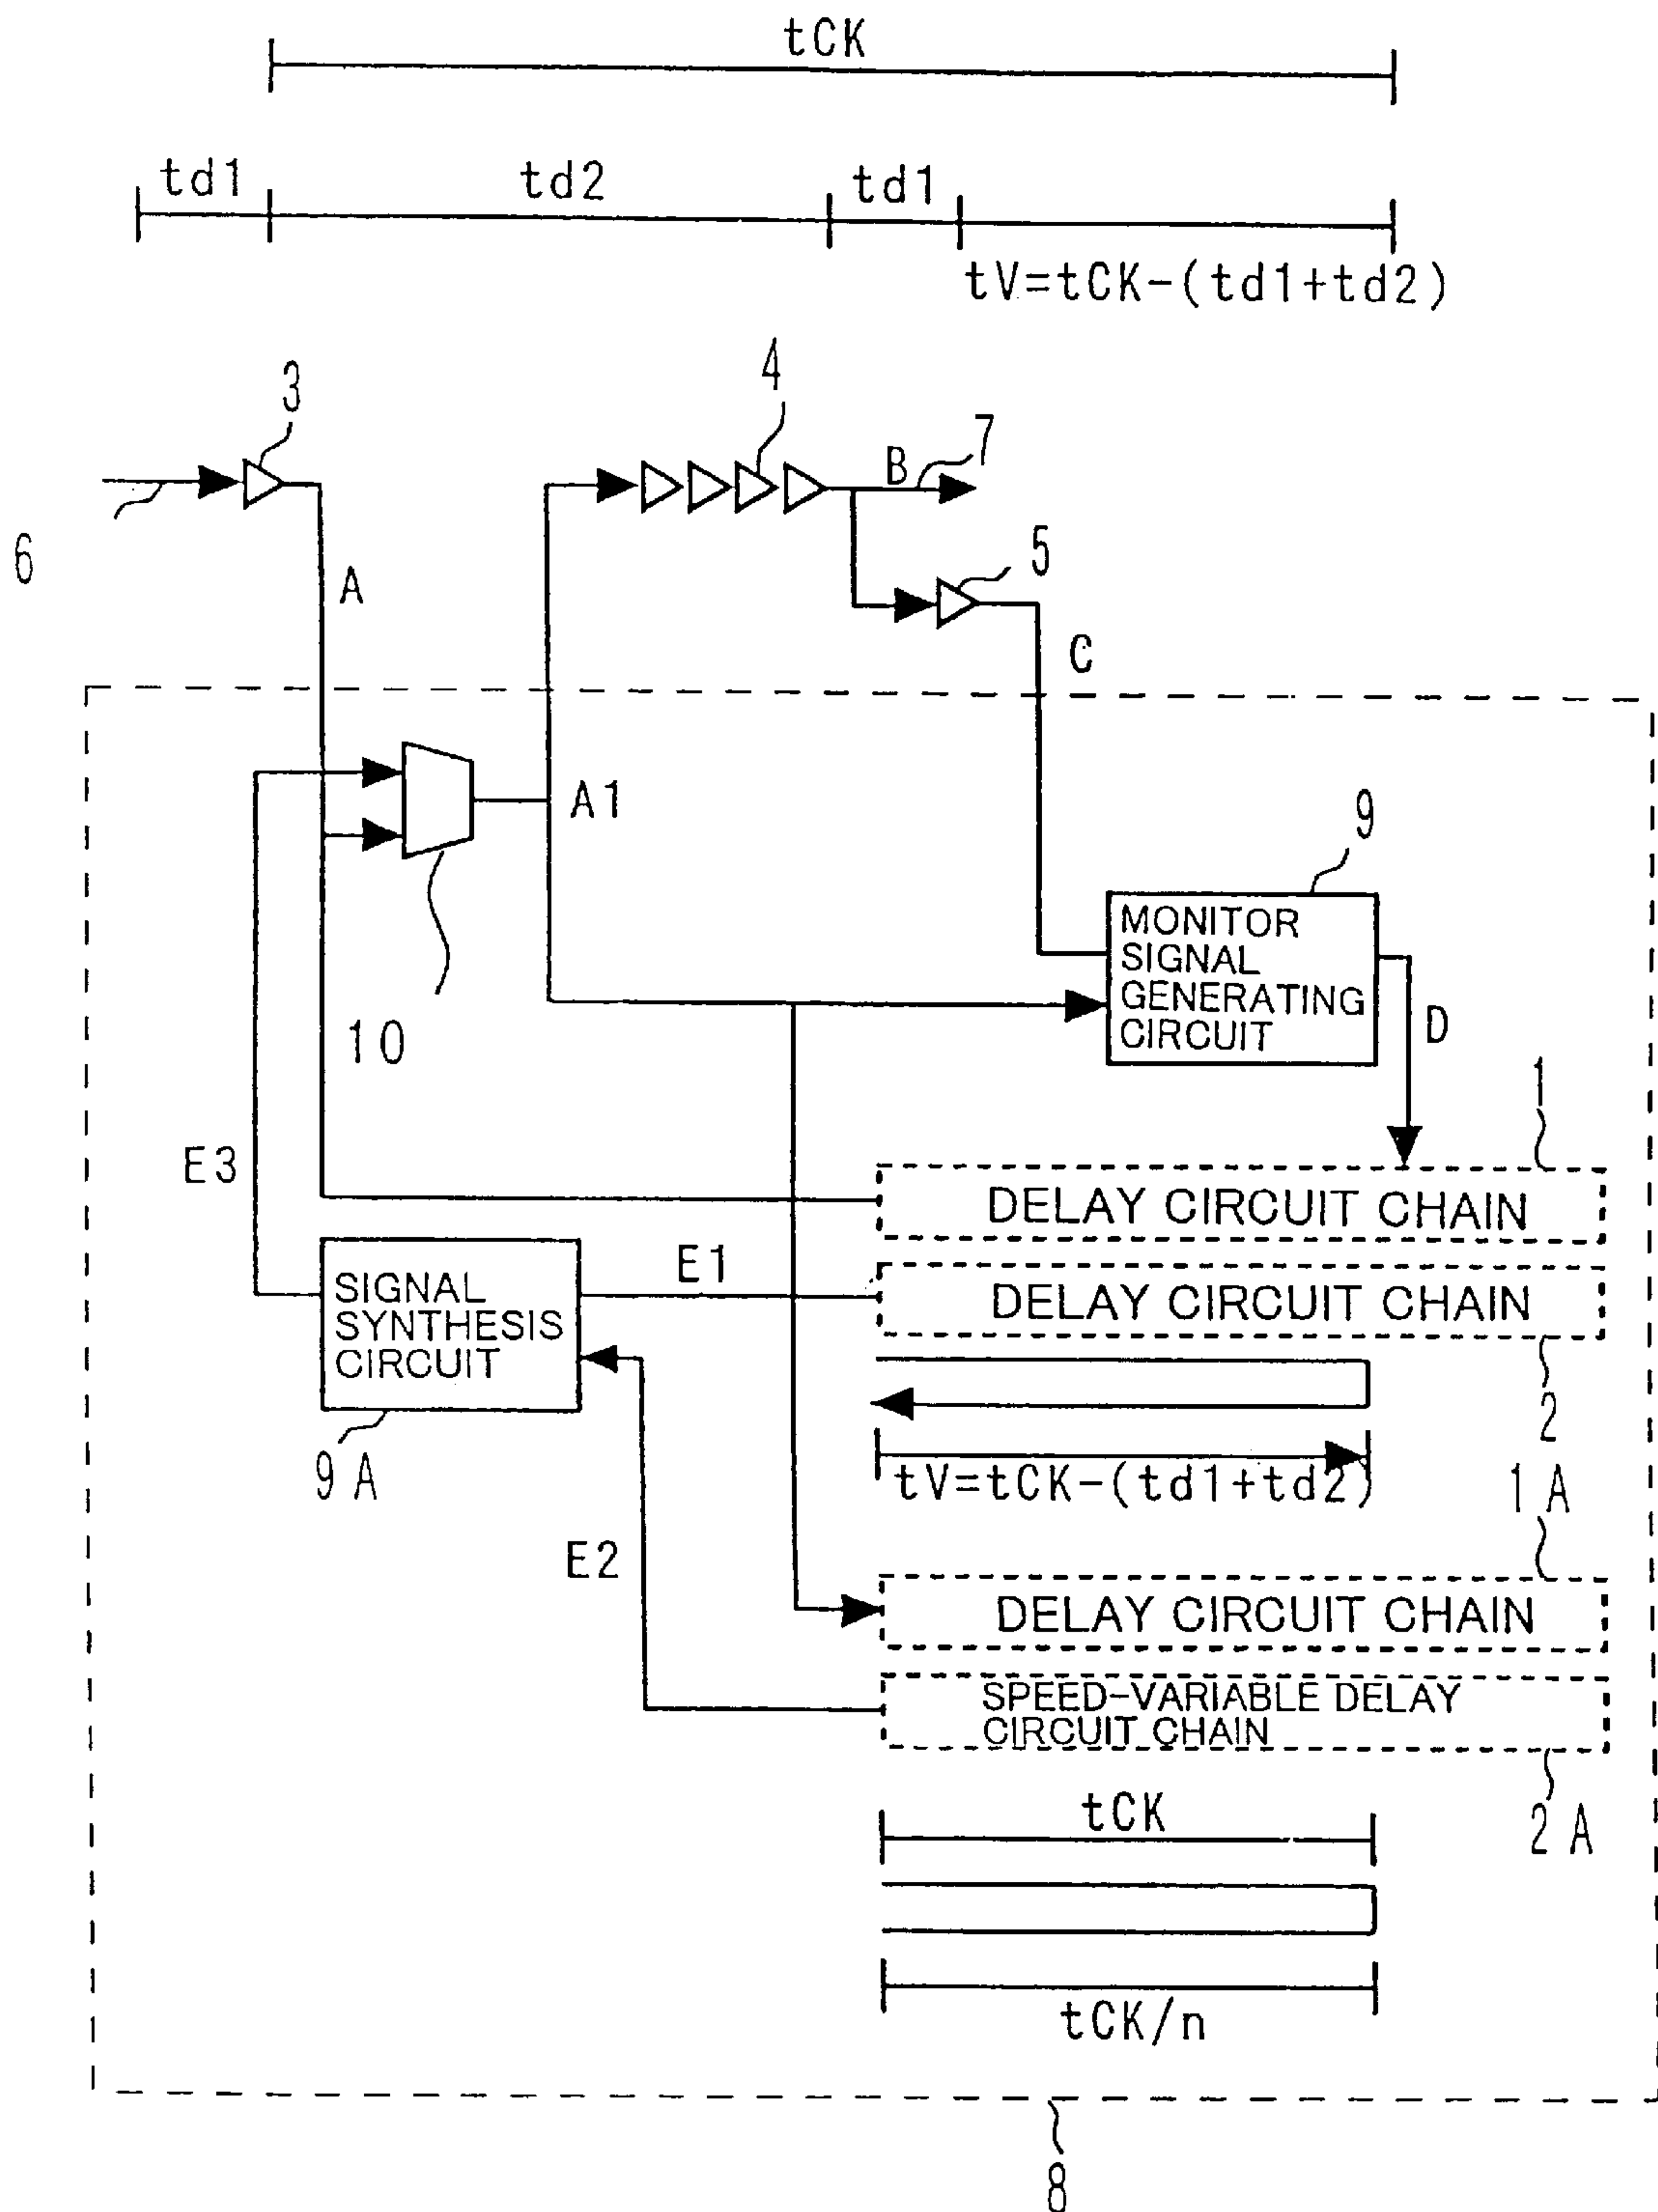 tCK
td1
td2
td1
tV=tCK-(td1+td2)
3
4
B
7
6
A
5
C
A1
9
MONITOR
SIGNAL
GENERATING
CIRCUIT
10
D
1
E3
DELAY CIRCUIT CHAIN
E1
SIGNAL
SYNTHESIS
CIRCUIT
DELAY CIRCUIT CHAIN
2
9A
tV=tCK-(td1+td2)
1A
E2
DELAY CIRCUIT CHAIN
SPEED-VARIABLE DELAY
CIRCUIT CHAIN
tCK
2A
tCK/n
8